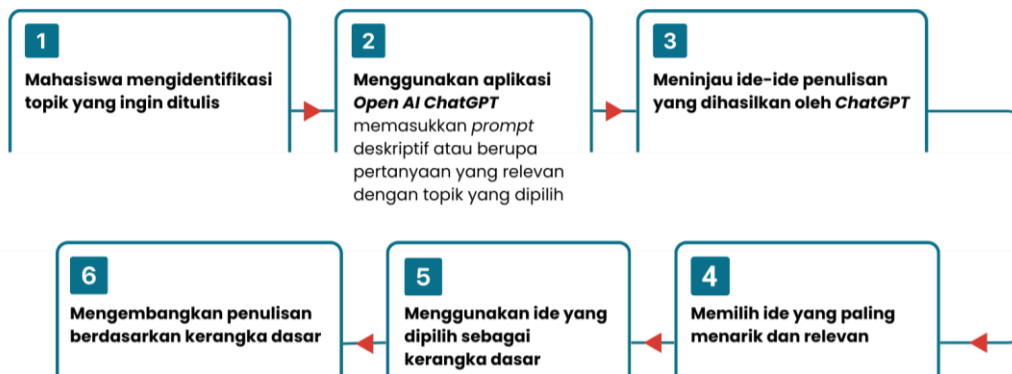 1
Mahasiswa mengidentifikasi
topik yang ingin ditulis
2
Menggunakan aplikasi
Open AI ChatGPT
memasukkan prompt
deskriptif atau berupa
pertanyaan yang relevan
dengan topik yang dipilih
3
Meninjau ide-ide penulisan
yang dihasilkan oleh ChatGPT
4
Memilih ide yang paling
menarik dan relevan
5
Menggunakan ide yang
dipilih sebagai
kerangka dasar
6
Mengembangkan penulisan
berdasarkan kerangka dasar